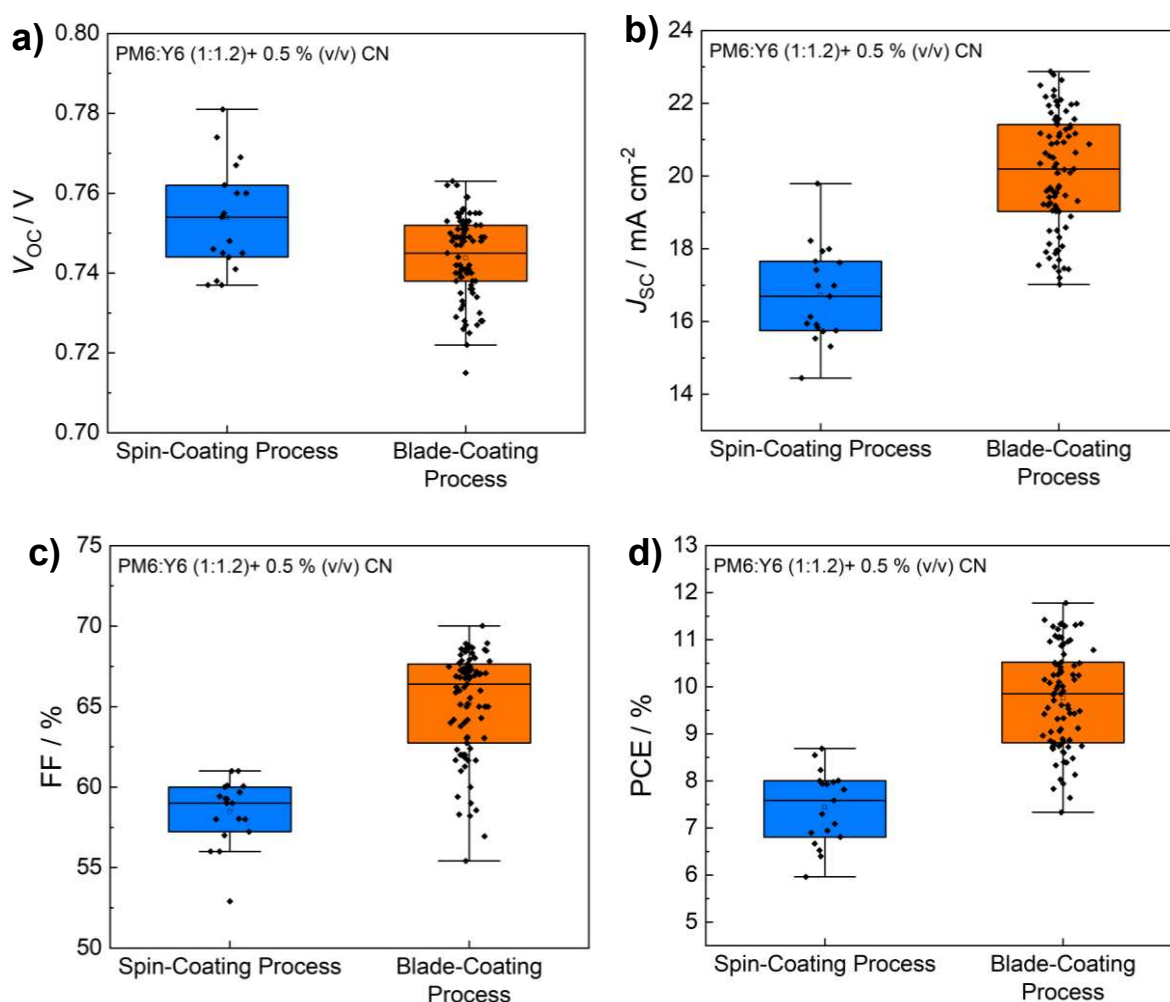 a)
PM6:Y6 (1:1.2)+ 0.5 % (v/v) CN
V_OC / V
0.80
0.78
0.76
0.74
0.72
0.70
Spin-Coating Process
Blade-Coating
Process
b)
PM6:Y6 (1:1.2)+ 0.5 % (v/v) CN
J_SC / mA cm⁻²
24
22
20
18
16
14
Spin-Coating Process
Blade-Coating
Process
c)
PM6:Y6 (1:1.2)+ 0.5 % (v/v) CN
FF / %
75
70
65
60
55
50
Spin-Coating Process
Blade-Coating
Process
d)
PM6:Y6 (1:1.2)+ 0.5 % (v/v) CN
PCE / %
13
12
11
10
9
8
7
6
5
Spin-Coating Process
Blade-Coating
Process